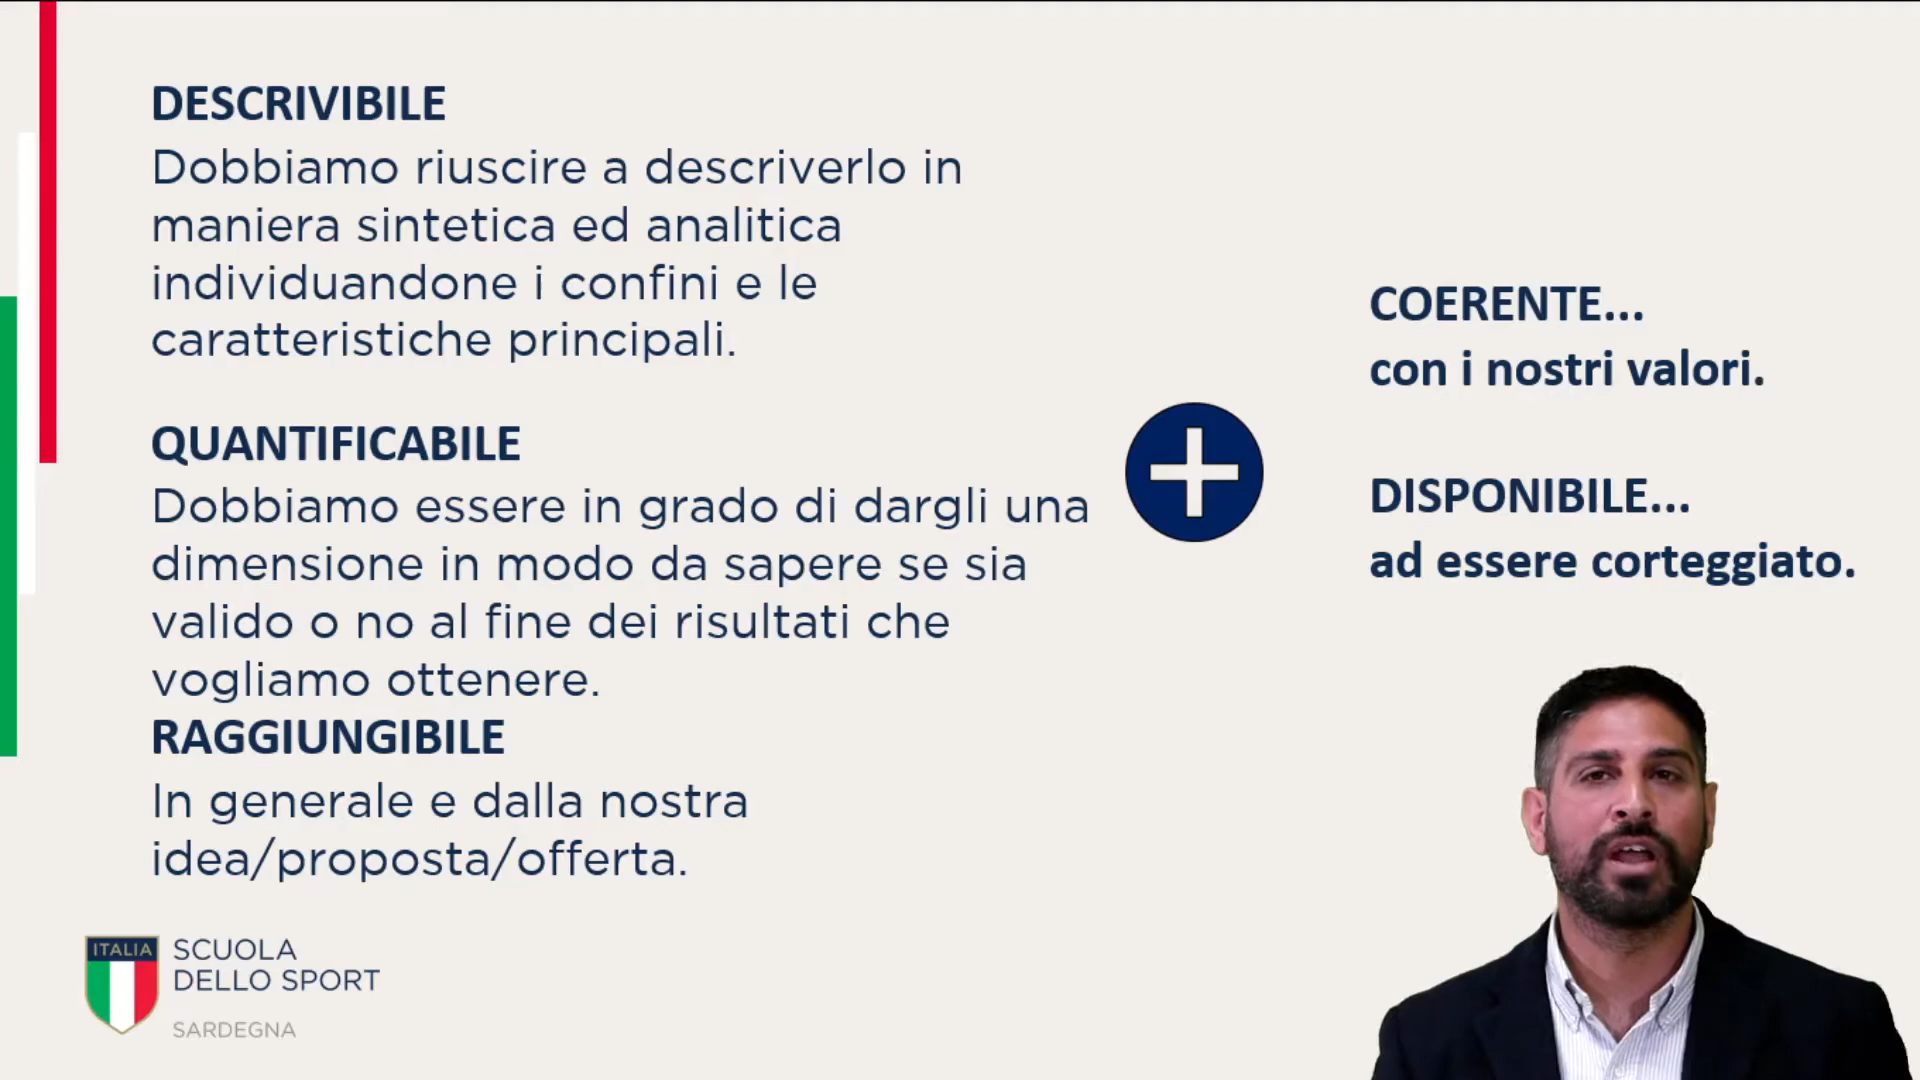 DESCRIVIBILE
Dobbiamo riuscire a descriverlo in
maniera sintetica ed analitica
individuandone i confini e le
caratteristiche principali.
QUANTIFICABILE
Dobbiamo essere in grado di dargli una
dimensione in modo da sapere se sia
valido o no al fine dei risultati che
vogliamo ottenere.
RAGGIUNGIBILE
In generale e dalla nostra
idea/proposta/offerta.
COERENTE...
con i nostri valori.
DISPONIBILE...
ad essere corteggiato.
ITALIA
SCUOLA
DELLO SPORT
SARDEGNA